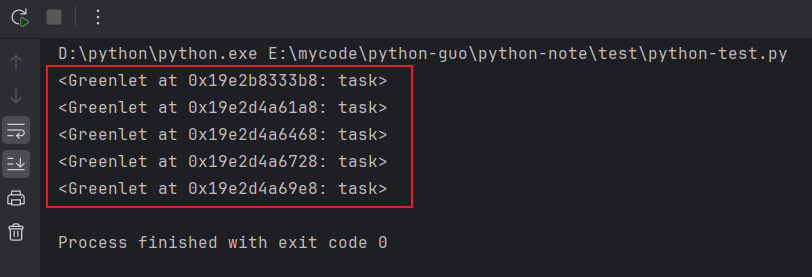 D:\python\python.exe E:\mycode\python-guo\python-note\test\python-test.py
<Greenlet at 0x19e2b8333b8: task>
<Greenlet at 0x19e2d4a61a8: task>
<Greenlet at 0x19e2d4a6468: task>
<Greenlet at 0x19e2d4a6728: task>
<Greenlet at 0x19e2d4a69e8: task>
Process finished with exit code 0